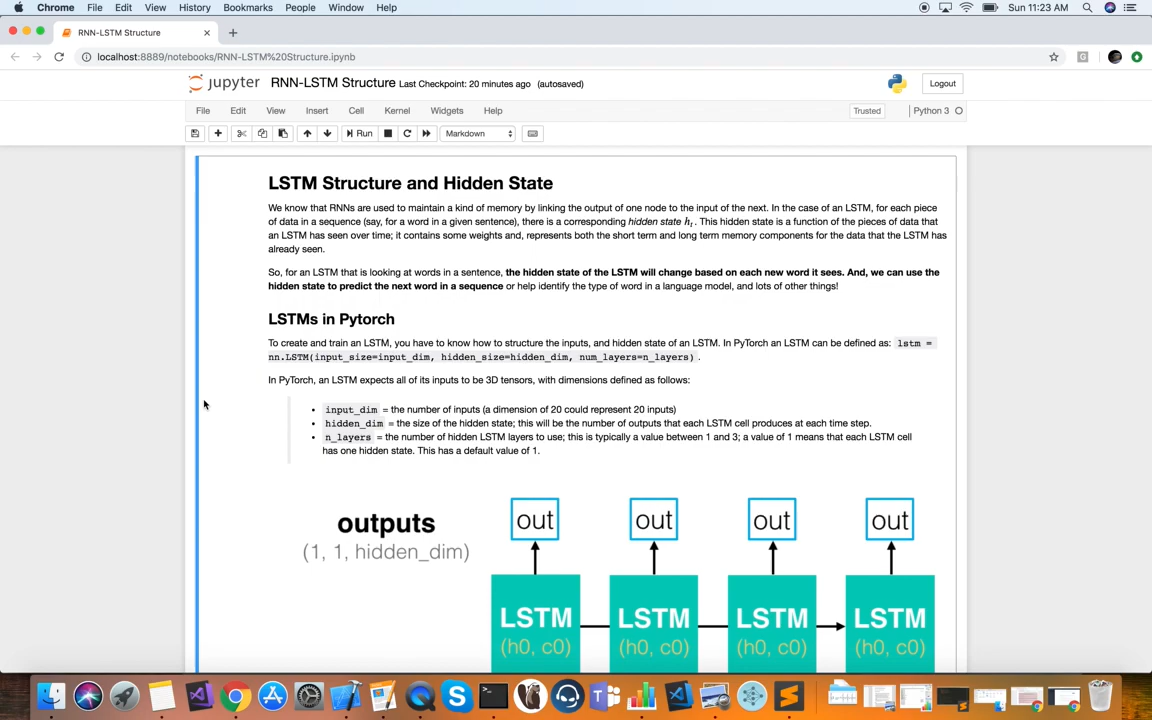 Chrome File Edit View History Bookmarks People Window Help Sun 11:23 AM
RNN-LSTM Structure
localhost:8889/notebooks/RNN-LSTM%20Structure.ipynb
jupyter RNN-LSTM Structure Last Checkpoint: 20 minutes ago (autosaved) Logout
File Edit View Insert Cell Kernel Widgets Help Trusted Python 3
Run Markdown
LSTM Structure and Hidden State
We know that RNNs are used to maintain a kind of memory by linking the output of one node to the input of the next. In the case of an LSTM, for each piece
of data in a sequence (say, for a word in a given sentence), there is a corresponding hidden state hₜ. This hidden state is a function of the pieces of data that
an LSTM has seen over time; it contains some weights and, represents both the short term and long term memory components for the data that the LSTM has
already seen.
So, for an LSTM that is looking at words in a sentence, the hidden state of the LSTM will change based on each new word it sees. And, we can use the
hidden state to predict the next word in a sequence or help identify the type of word in a language model, and lots of other things!
LSTMs in Pytorch
To create and train an LSTM, you have to know how to structure the inputs, and hidden state of an LSTM. In PyTorch an LSTM can be defined as: lstm =
nn.LSTM(input_size=input_dim, hidden_size=hidden_dim, num_layers=n_layers) .
In PyTorch, an LSTM expects all of its inputs to be 3D tensors, with dimensions defined as follows:
• input_dim = the number of inputs (a dimension of 20 could represent 20 inputs)
• hidden_dim = the size of the hidden state; this will be the number of outputs that each LSTM cell produces at each time step.
• n_layers = the number of hidden LSTM layers to use; this is typically a value between 1 and 3; a value of 1 means that each LSTM cell
has one hidden state. This has a default value of 1.
outputs out out out out
(1, 1, hidden_dim)
LSTM LSTM LSTM LSTM
(h0, c0) (h0, c0) (h0, c0) (h0, c0)